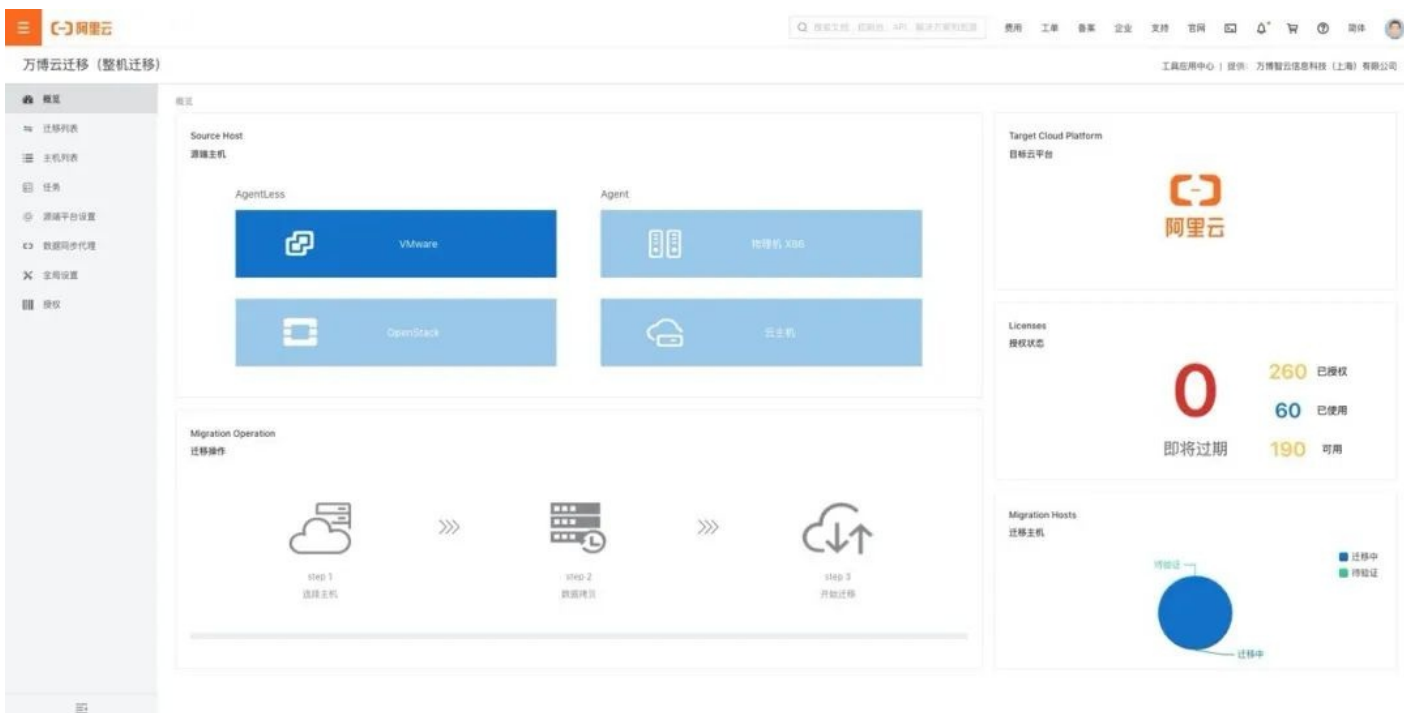 阿里云
费用 工单 备案 企业 支持 官网 简体
万博云迁移（整机迁移）
工具应用中心 | 提供: 万博智云信息科技（上海）有限公司
概览
迁移列表
主机列表
任务
源端平台设置
数据同步代理
全局设置
授权
概览
Source Host
源端主机
AgentLess
Agent
VMware
物理机 X86
OpenStack
云主机
Migration Operation
迁移操作
step 1
选择主机
step 2
数据拷贝
step 3
开始迁移
Target Cloud Platform
目标云平台
阿里云
Licenses
授权状态
0
即将过期
260 已授权
60 已使用
190 可用
Migration Hosts
迁移主机
迁移中
待验证
待验证
迁移中